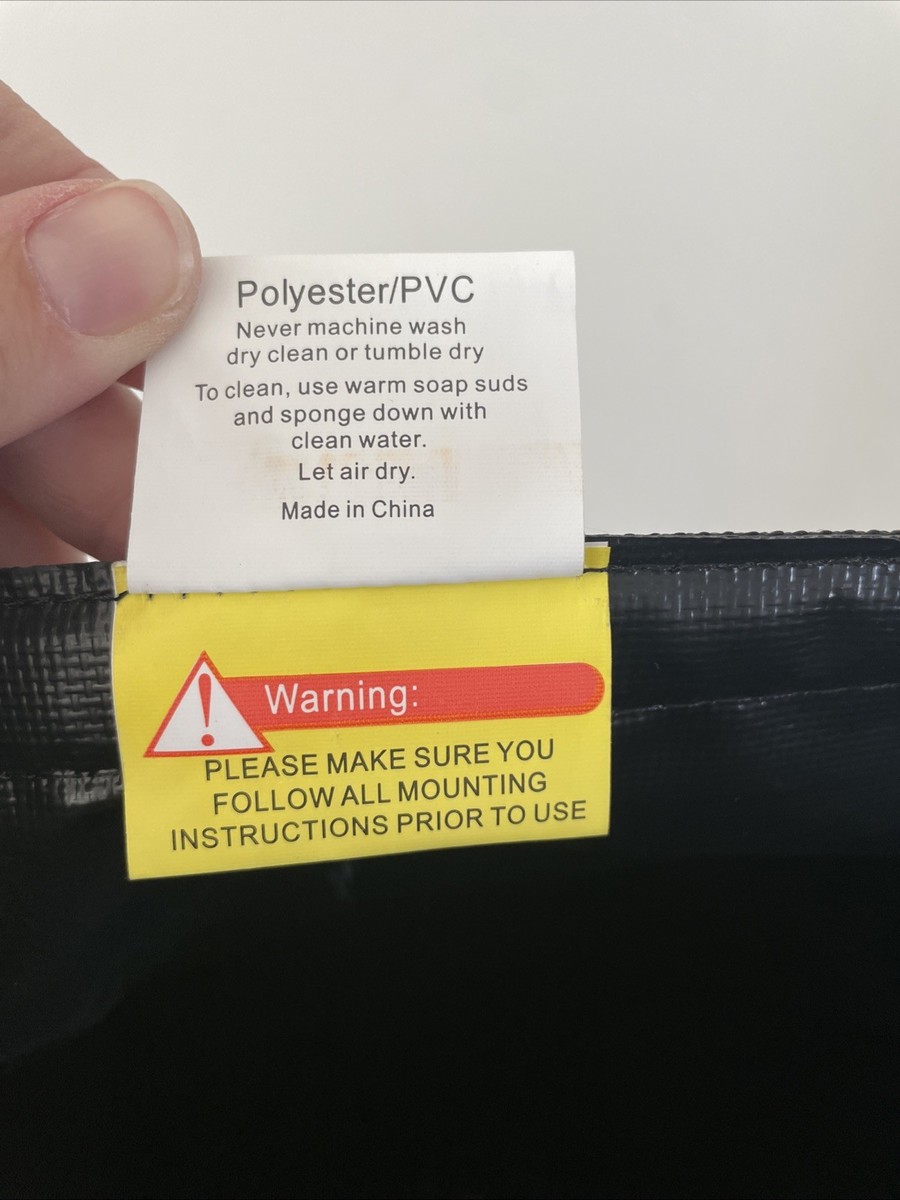 Polyester/PVC
Never machine wash
dry clean or tumble dry
To clean, use warm soap suds
and sponge down with
clean water.
Let air dry.
Made in China
Warning:
PLEASE MAKE SURE YOU
FOLLOW ALL MOUNTING
INSTRUCTIONS PRIOR TO USE